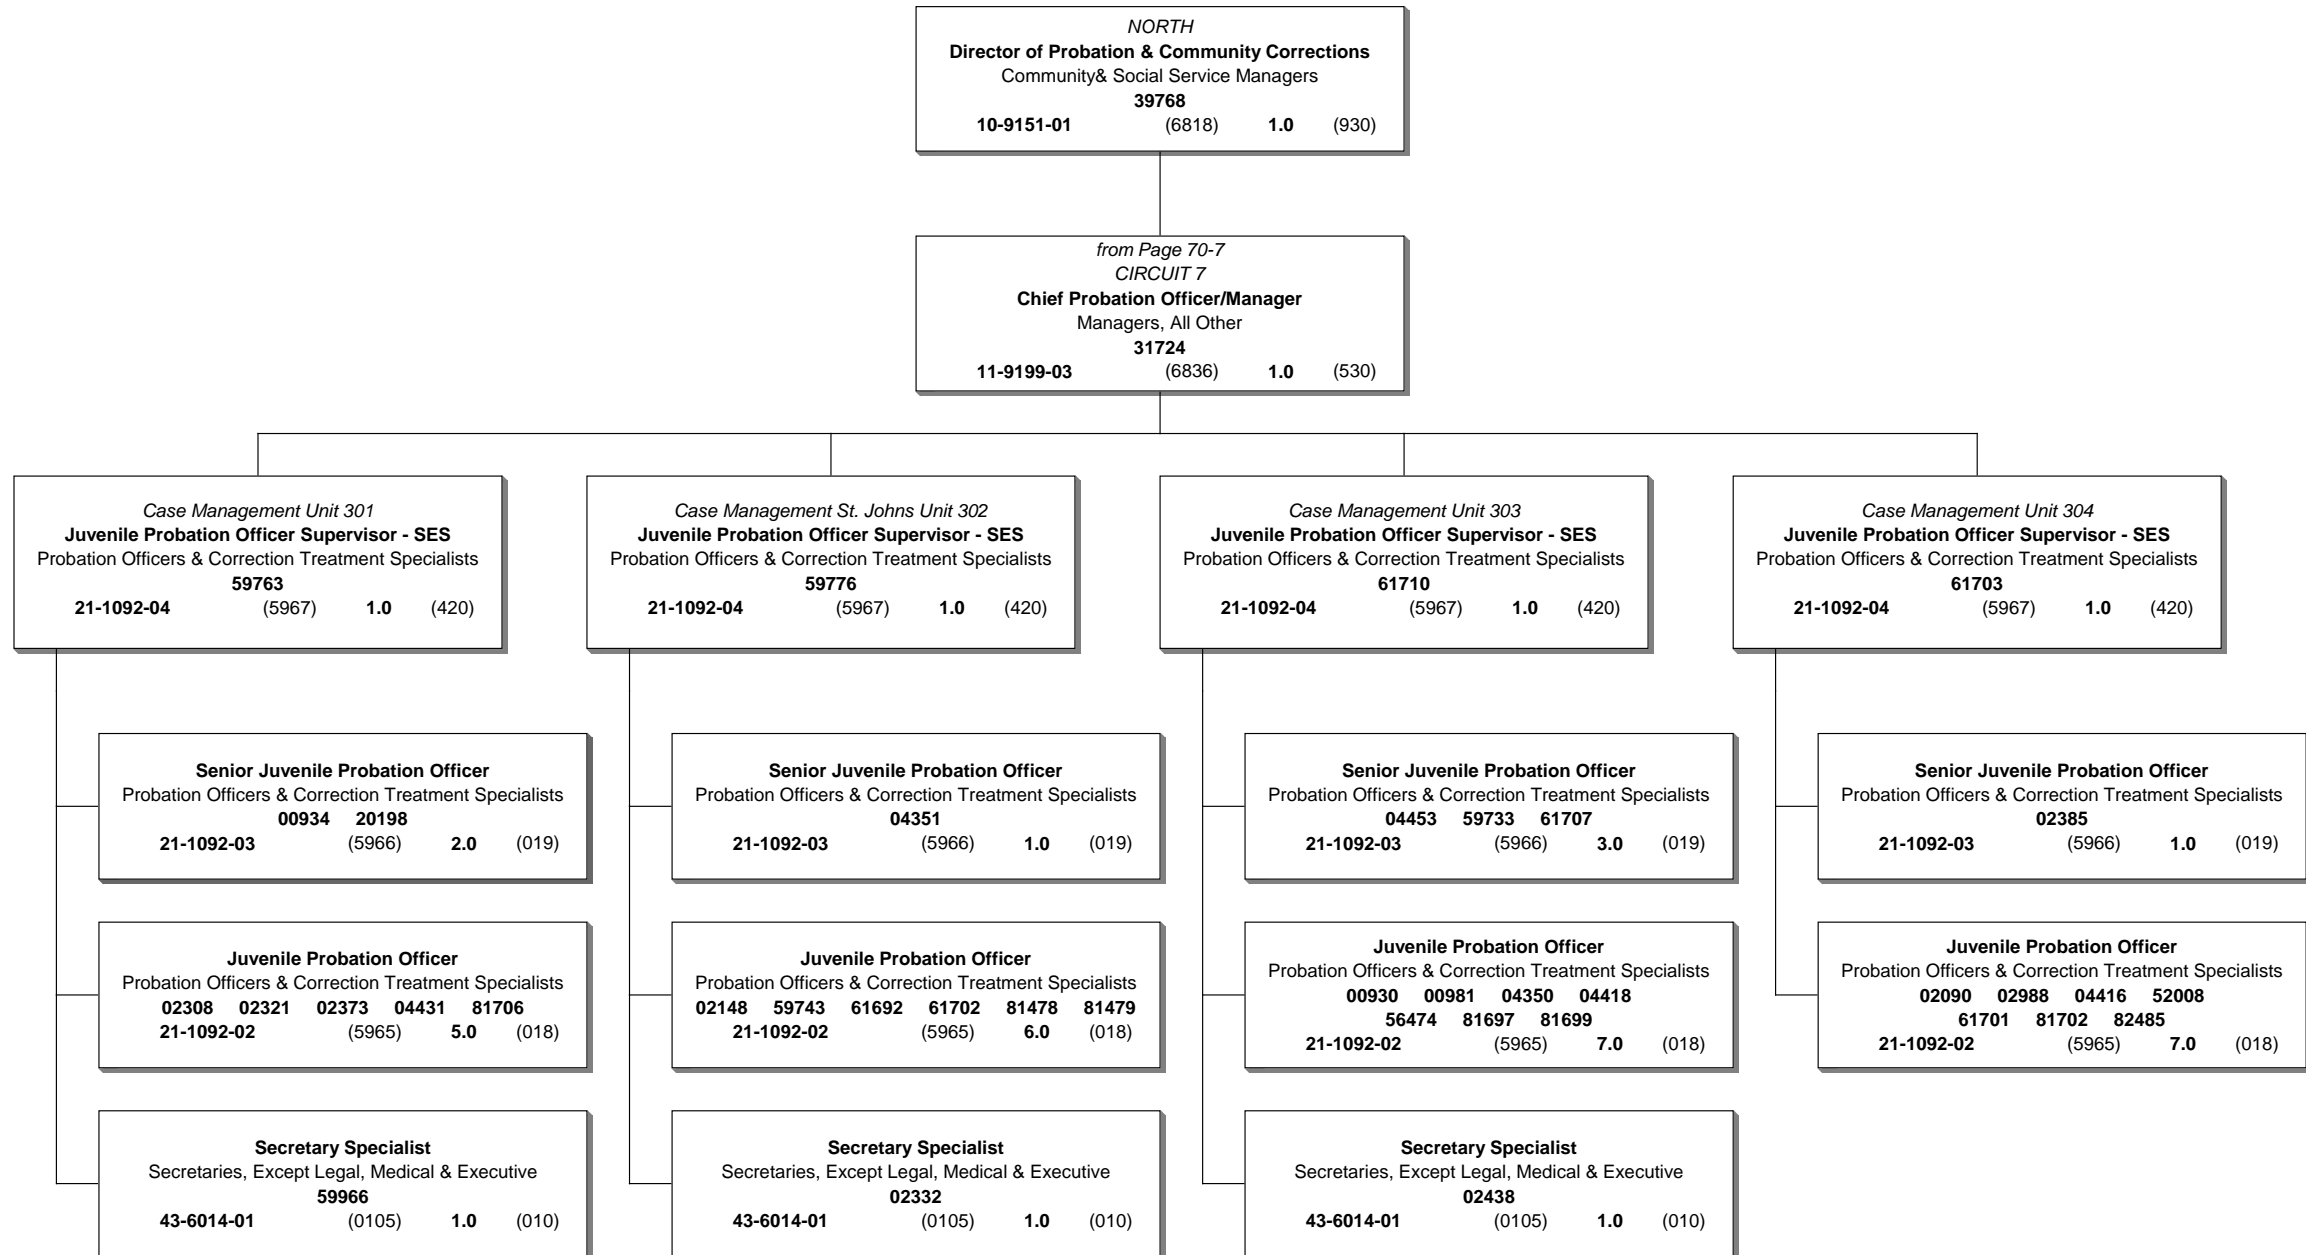 NORTH
Director of Probation & Community Corrections
Community& Social Service Managers
39768
10-9151-01 (6818) 1.0 (930)
from Page 70-7
CIRCUIT 7
Chief Probation Officer/Manager
Managers, All Other
31724
11-9199-03 (6836) 1.0 (530)
Case Management Unit 301
Juvenile Probation Officer Supervisor - SES
Probation Officers & Correction Treatment Specialists
59763
21-1092-04 (5967) 1.0 (420)
Senior Juvenile Probation Officer
Probation Officers & Correction Treatment Specialists
00934 20198
21-1092-03 (5966) 2.0 (019)
Juvenile Probation Officer
Probation Officers & Correction Treatment Specialists
02308 02321 02373 04431 81706
21-1092-02 (5965) 5.0 (018)
Secretary Specialist
Secretaries, Except Legal, Medical & Executive
59966
43-6014-01 (0105) 1.0 (010)
Case Management St. Johns Unit 302
Juvenile Probation Officer Supervisor - SES
Probation Officers & Correction Treatment Specialists
59776
21-1092-04 (5967) 1.0 (420)
Senior Juvenile Probation Officer
Probation Officers & Correction Treatment Specialists
04351
21-1092-03 (5966) 1.0 (019)
Juvenile Probation Officer
Probation Officers & Correction Treatment Specialists
02148 59743 61692 61702 81478 81479
21-1092-02 (5965) 6.0 (018)
Secretary Specialist
Secretaries, Except Legal, Medical & Executive
02332
43-6014-01 (0105) 1.0 (010)
Case Management Unit 303
Juvenile Probation Officer Supervisor - SES
Probation Officers & Correction Treatment Specialists
61710
21-1092-04 (5967) 1.0 (420)
Senior Juvenile Probation Officer
Probation Officers & Correction Treatment Specialists
04453 59733 61707
21-1092-03 (5966) 3.0 (019)
Juvenile Probation Officer
Probation Officers & Correction Treatment Specialists
00930 00981 04350 04418
56474 81697 81699
21-1092-02 (5965) 7.0 (018)
Secretary Specialist
Secretaries, Except Legal, Medical & Executive
02438
43-6014-01 (0105) 1.0 (010)
Case Management Unit 304
Juvenile Probation Officer Supervisor - SES
Probation Officers & Correction Treatment Specialists
61703
21-1092-04 (5967) 1.0 (420)
Senior Juvenile Probation Officer
Probation Officers & Correction Treatment Specialists
02385
21-1092-03 (5966) 1.0 (019)
Juvenile Probation Officer
Probation Officers & Correction Treatment Specialists
02090 02988 04416 52008
61701 81702 82485
21-1092-02 (5965) 7.0 (018)